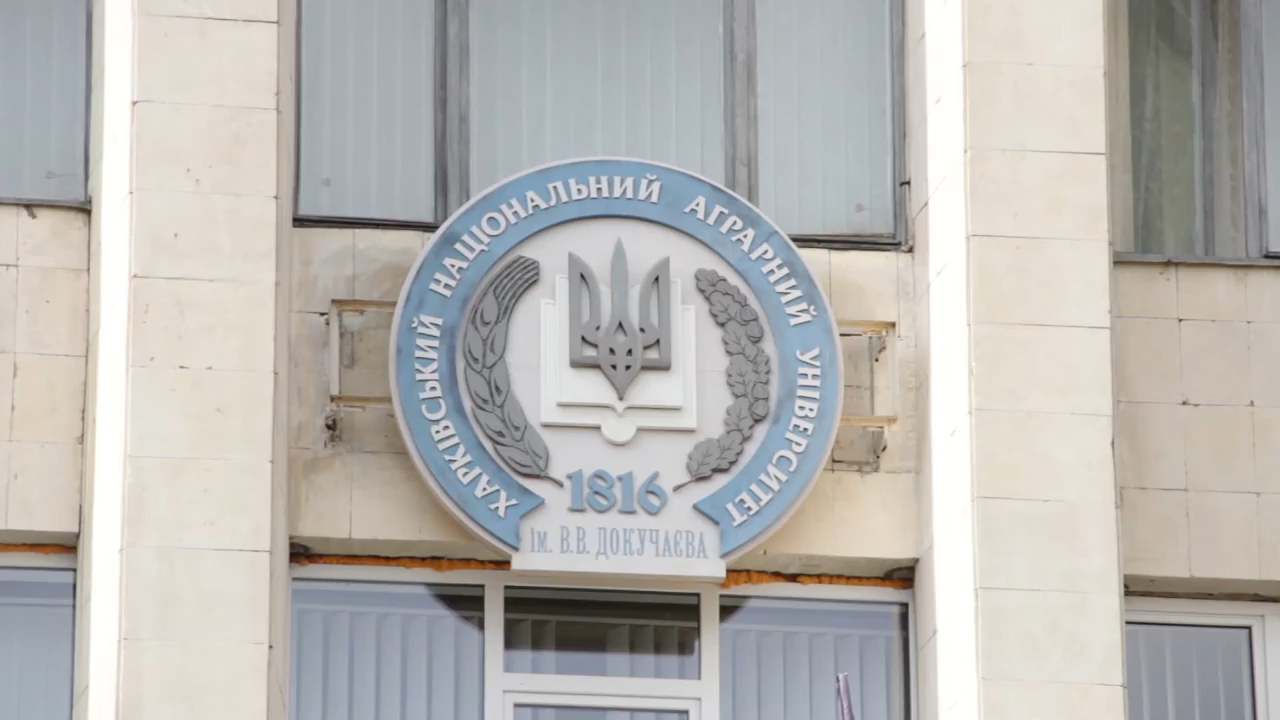 ХАРКІВСЬКИЙ НАЦІОНАЛЬНИЙ АГРАРНИЙ УНІВЕРСИТЕТ
1816
ІМ. В.В. ДОКУЧАЄВА